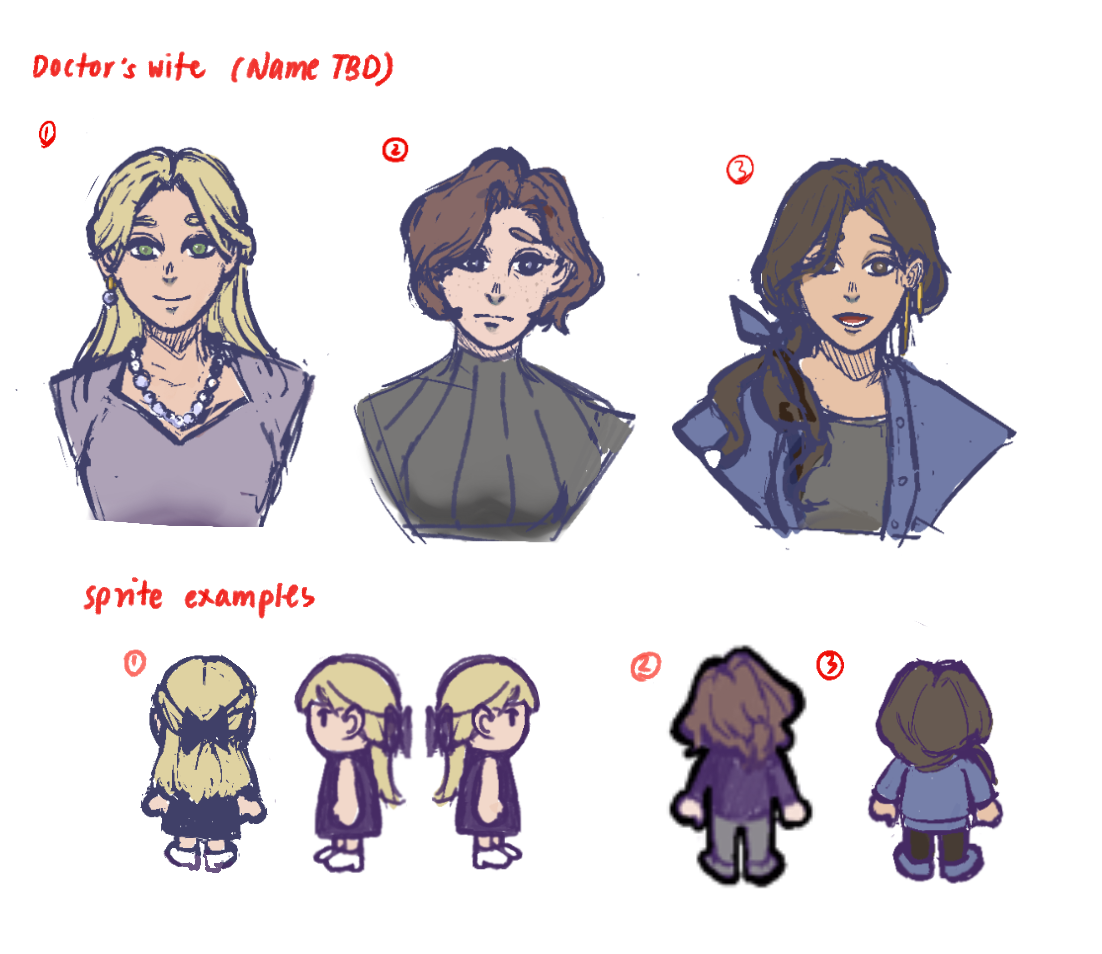 Doctor's wife (Name TBD)
① ② ③
sprite examples
① ② ③